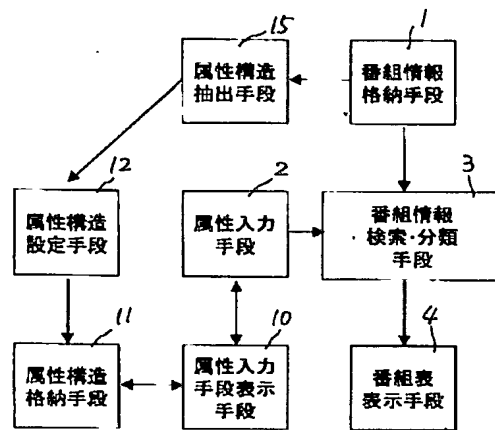 15
属性構造
抽出手段
1
番組情報
格納手段
12
属性構造
設定手段
2
属性入力
手段
3
番組情報
検索・分類
手段
11
属性構造
格納手段
10
属性入力
手段表示
手段
4
番組表
表示手段